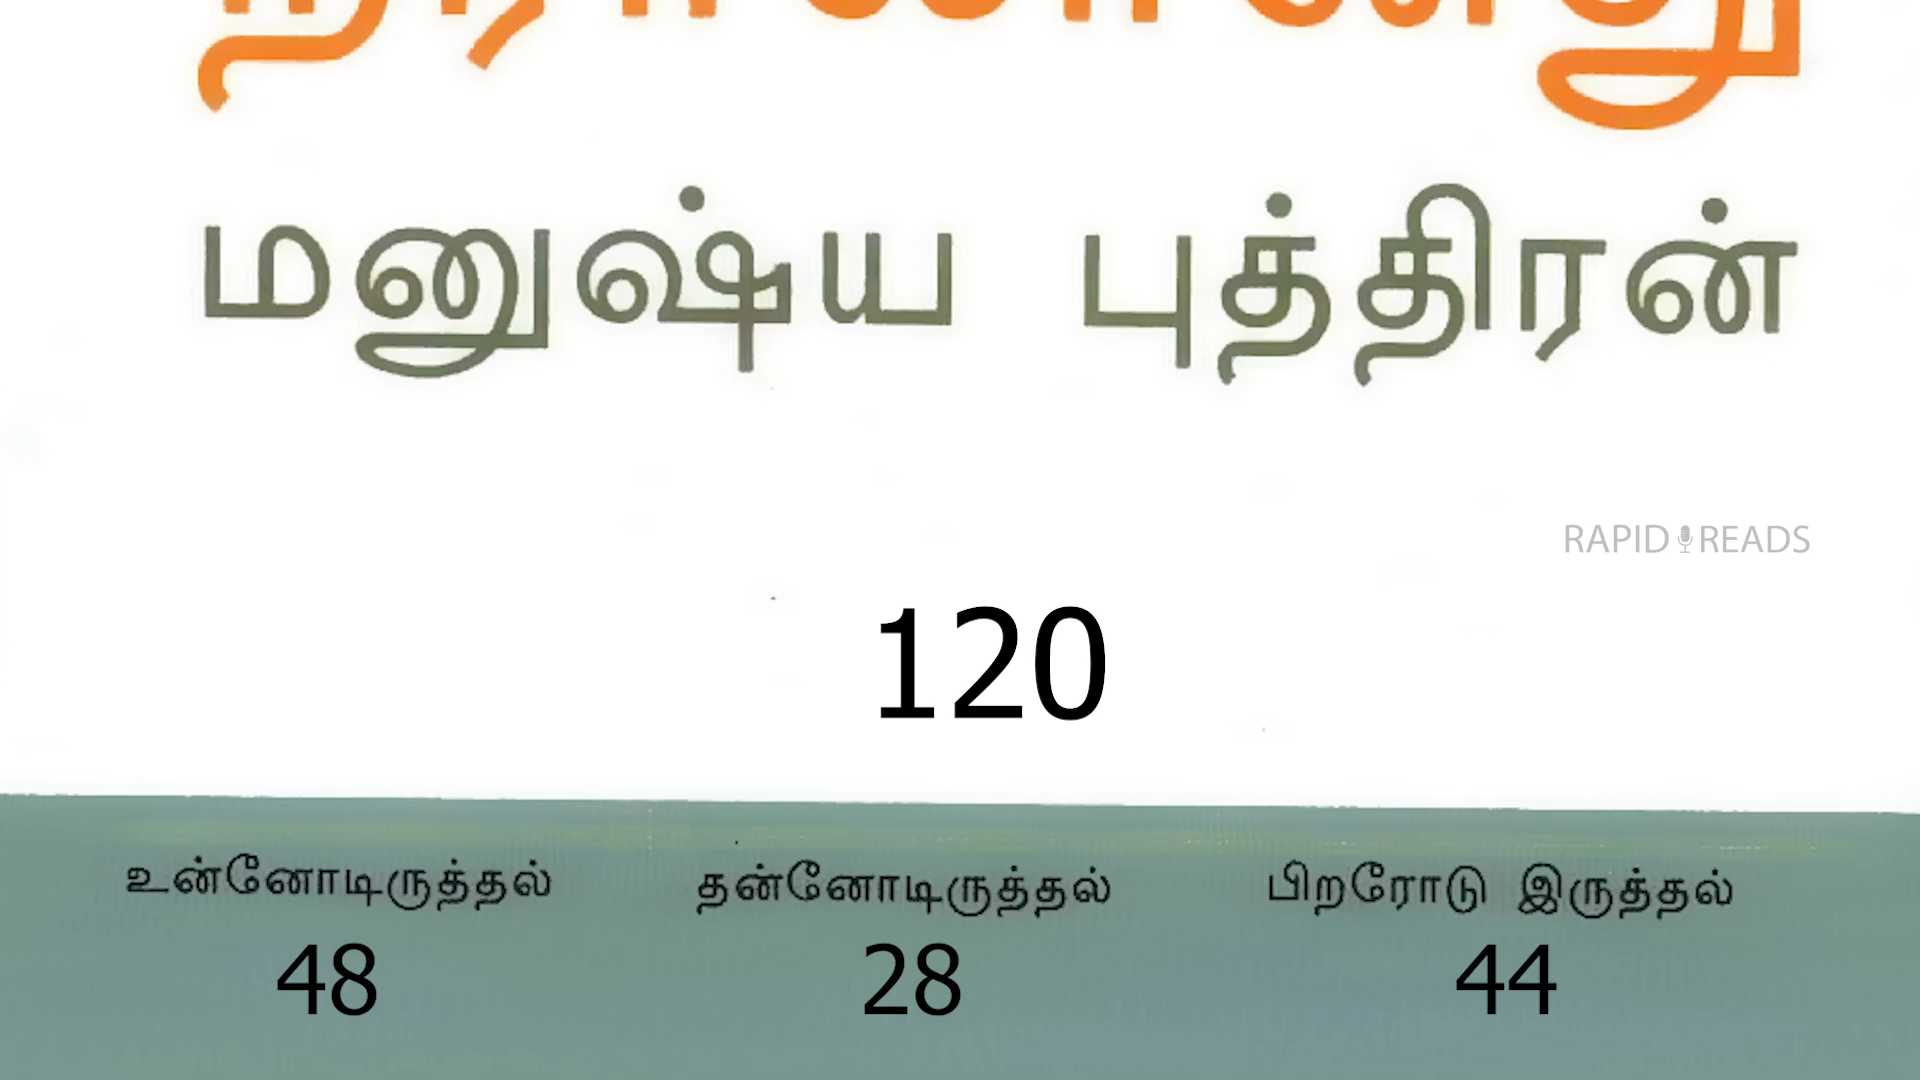 மனுஷ்ய புத்திரன்
RAPID READS
120
உன்னோடிருத்தல் தன்னோடிருத்தல் பிறரோடு இருத்தல்
48 28 44